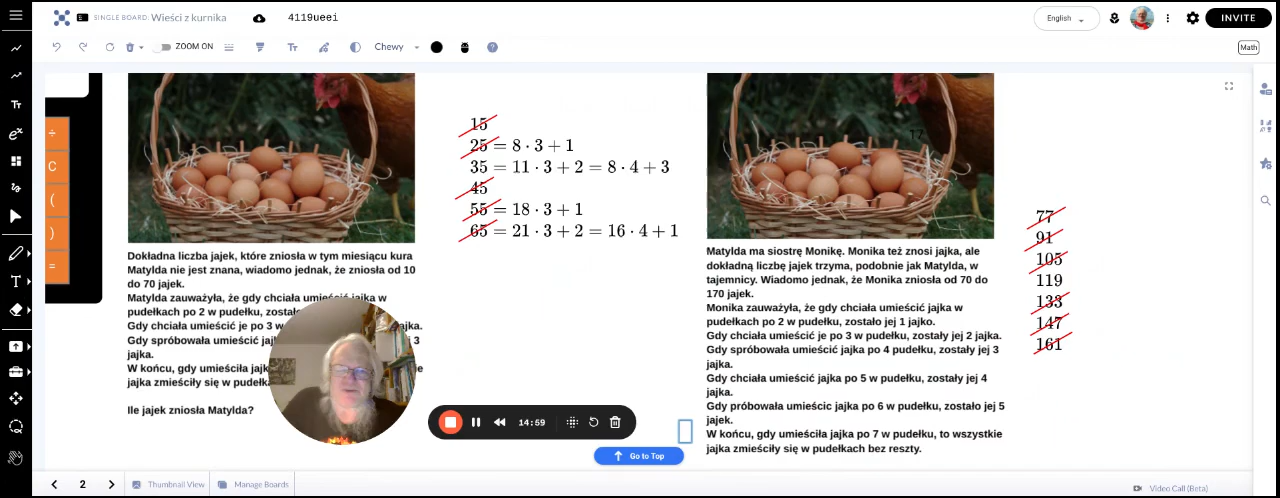 SINGLE BOARD: Wieści z kurnika
4119ueei
English
INVITE
ZOOM ON
Tт
Chewy
Math
Tт
eˣ
T
÷
C
(
)
=
15
25 = 8 · 3 + 1
35 = 11 · 3 + 2 = 8 · 4 + 3
45
55 = 18 · 3 + 1
65 = 21 · 3 + 2 = 16 · 4 + 1
Dokładna liczba jajek, które zniosła w tym miesiącu kura
Matylda nie jest znana, wiadomo jednak, że zniosła od 10
do 70 jajek.
Matylda zauważyła, że gdy chciała umieścić jajka w
pudełkach po 2 w pudełku,
Gdy chciała umieścić je po 3 w
Gdy spróbowała umieścić 3
jajka.
W końcu, gdy umieściła
jajka zmieściły się w
Ile jajek zniosła Matylda?
17
Matylda ma siostrę Monikę. Monika też znosi jajka, ale
dokładną liczbę jajek trzyma, podobnie jak Matylda, w
tajemnicy. Wiadomo jednak, że Monika zniosła od 70 do
170 jajek.
Monika zauważyła, że gdy chciała umieścić jajka w
pudełkach po 2 w pudełku, zostało jej 1 jajko.
Gdy chciała umieścić je po 3 w pudełku, zostały jej 2 jajka.
Gdy spróbowała umieścić jajka po 4 pudełku, zostały jej 3
jajka.
Gdy chciała umieścić jajka po 5 w pudełku, zostały jej 4
jajka.
Gdy próbowała umieścic jajka po 6 w pudełku, zostało jej 5
jajek.
W końcu, gdy umieściła jajka po 7 w pudełku, to wszystkie
jajka zmieściły się w pudełkach bez reszty.
77
91
105
119
133
147
161
14:59
Go to Top
2
Thumbnail View
Manage Boards
Video Call (Beta)